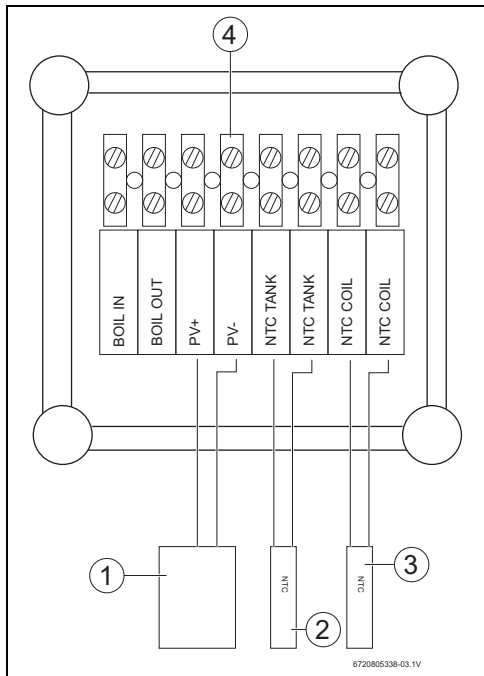 4
BOIL IN
BOIL OUT
PV+
PV-
NTC TANK
NTC TANK
NTC COIL
NTC COIL
1
NTC
2
NTC
3
6720805338-03.1V